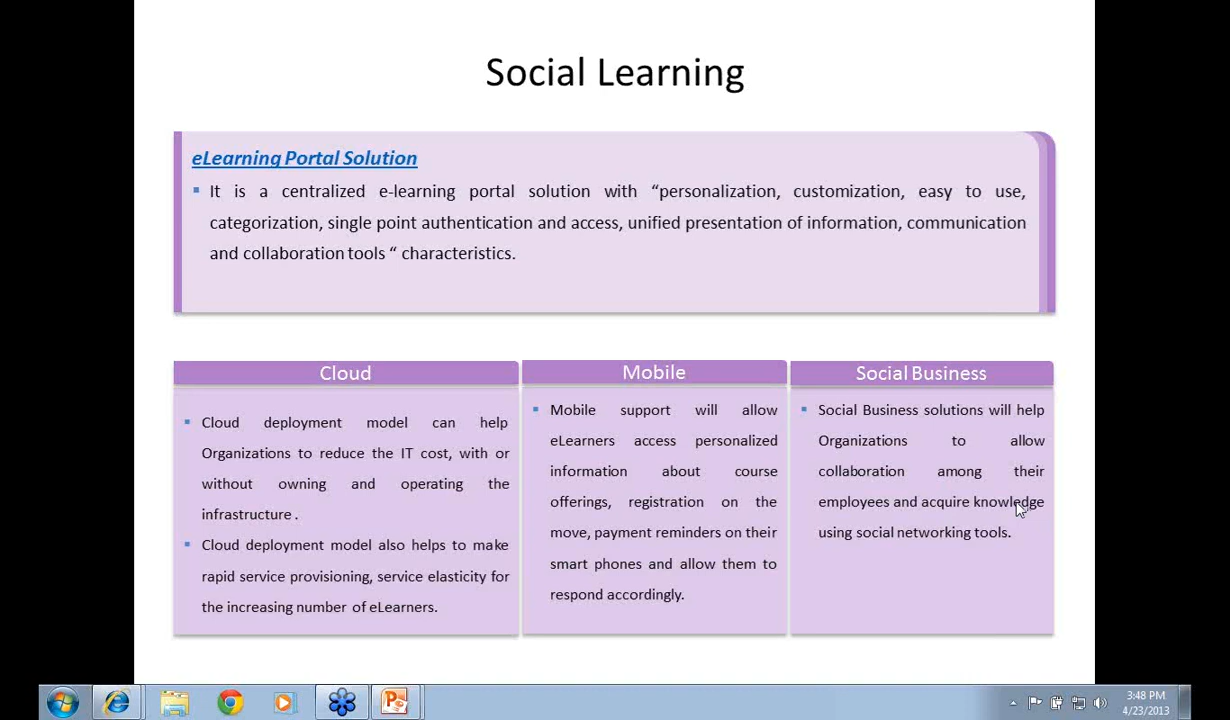 Social Learning
eLearning Portal Solution
It is a centralized e-learning portal solution with “personalization, customization, easy to use,
categorization, single point authentication and access, unified presentation of information, communication
and collaboration tools “ characteristics.
Cloud
Cloud deployment model can help
Organizations to reduce the IT cost, with or
without owning and operating the
infrastructure .
Cloud deployment model also helps to make
rapid service provisioning, service elasticity for
the increasing number of eLearners.
Mobile
Mobile support will allow
eLearners access personalized
information about course
offerings, registration on the
move, payment reminders on their
smart phones and allow them to
respond accordingly.
Social Business
Social Business solutions will help
Organizations to allow
collaboration among their
employees and acquire knowledge
using social networking tools.
3:48 PM
4/23/2013